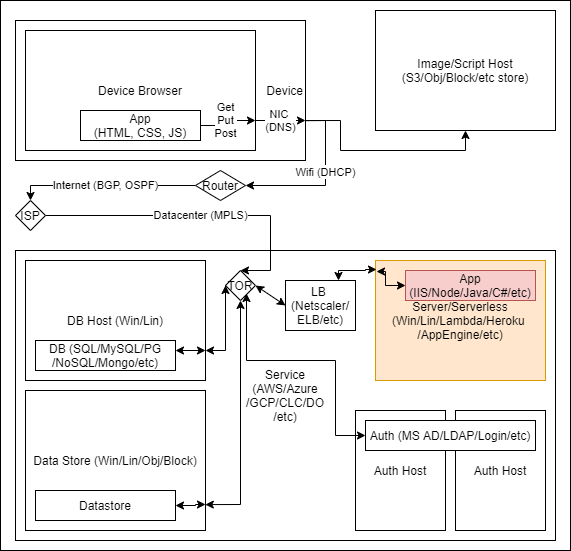 Image/Script Host
(S3/Obj/Block/etc store)
Device Browser
Device
App
(HTML, CSS, JS)
Get
Put
Post
NIC
(DNS)
Wifi (DHCP)
Internet (BGP, OSPF)
Router
ISP
Datacenter (MPLS)
TOR
LB
(Netscaler/
ELB/etc)
App
(IIS/Node/Java/C#/etc)
Server/Serverless
(Win/Lin/Lambda/Heroku
/AppEngine/etc)
DB Host (Win/Lin)
DB (SQL/MySQL/PG
/NoSQL/Mongo/etc)
Service
(AWS/Azure
/GCP/CLC/DO
/etc)
Auth (MS AD/LDAP/Login/etc)
Auth Host
Auth Host
Data Store (Win/Lin/Obj/Block)
Datastore